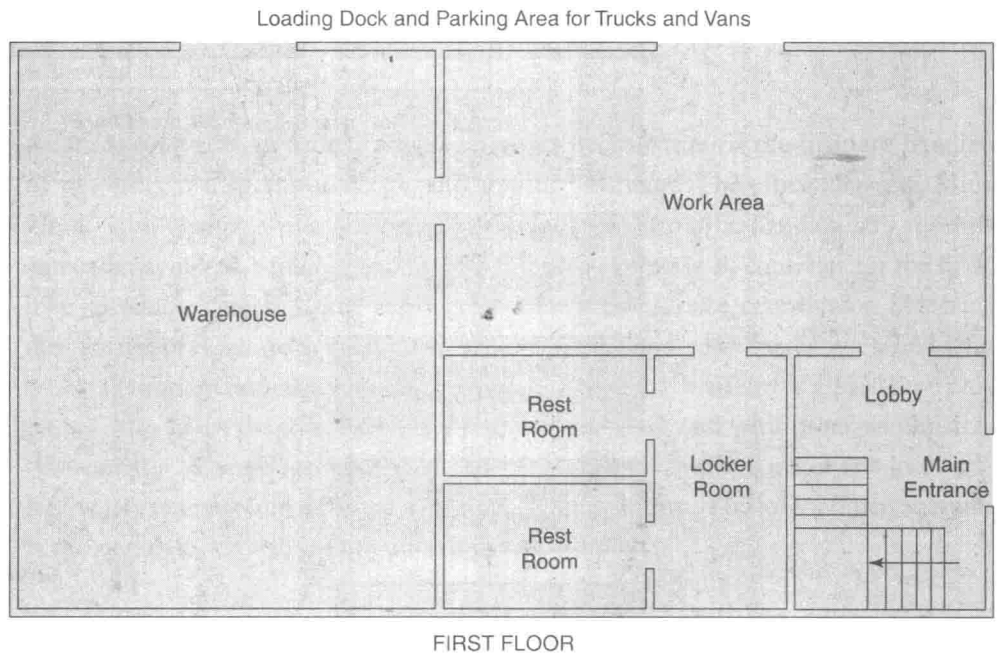 Loading Dock and Parking Area for Trucks and Vans
Work Area
Warehouse
Rest
Room
Lobby
Locker
Room
Main
Entrance
Rest
Room
FIRST FLOOR